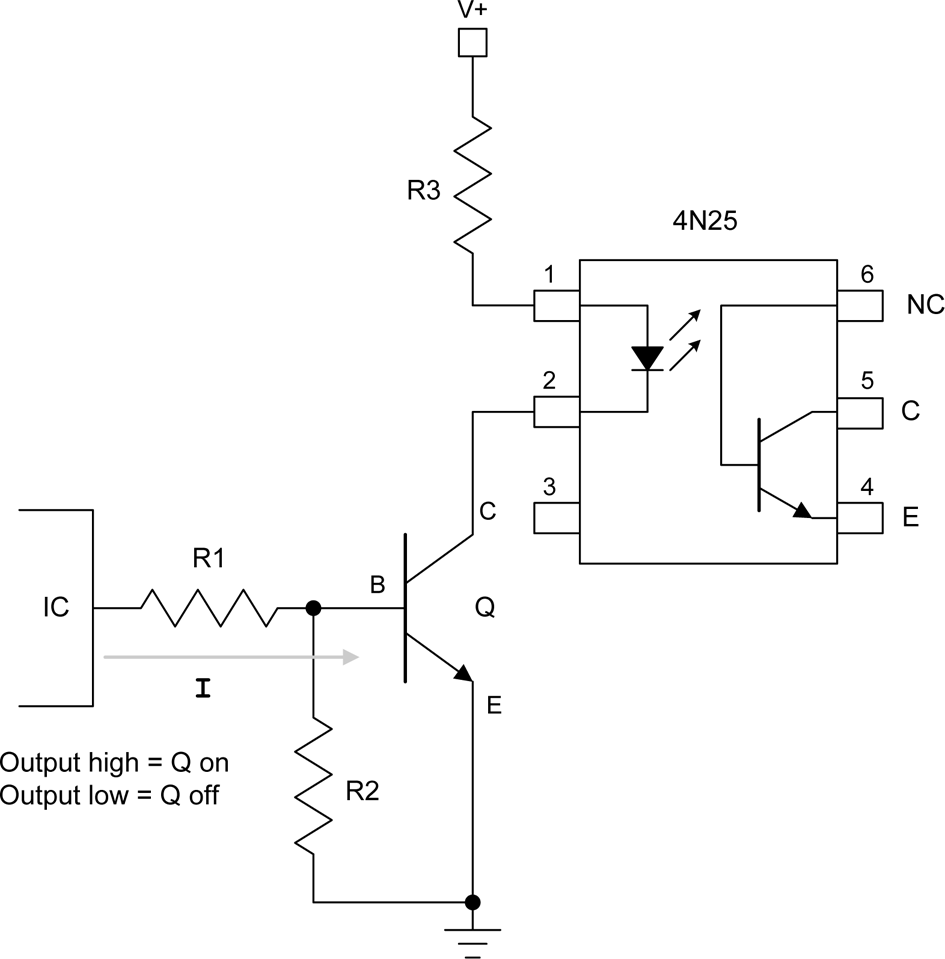 V+
R3
4N25
1
6
NC
2
5
C
3
4
E
C
R1
B
IC
Q
I
E
Output high = Q on
Output low = Q off
R2